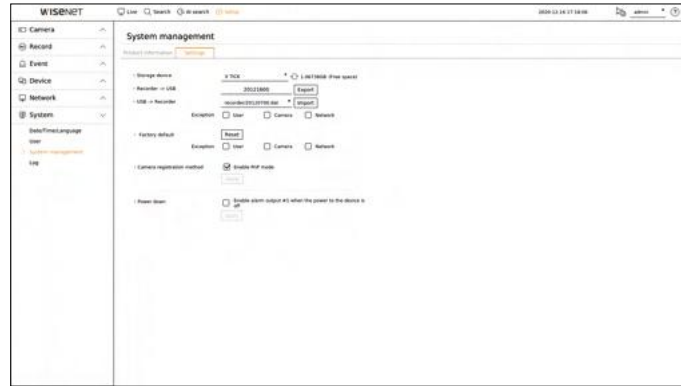 WISENET
Live Search AI search Setup
admin
Camera
Record
Event
Device
Network
System
Date/Time/Language
User
System management
Log
System management
Product information Settings
Storage device
V TICK
(Free space)
Recorder -> USB
Export
USB -> Recorder
Import
Exception User Camera Network
Factory default Reset
Exception User Camera Network
Camera registration method Enable PnP mode
Power down Enable alarm output #1 when the power to the device is
off